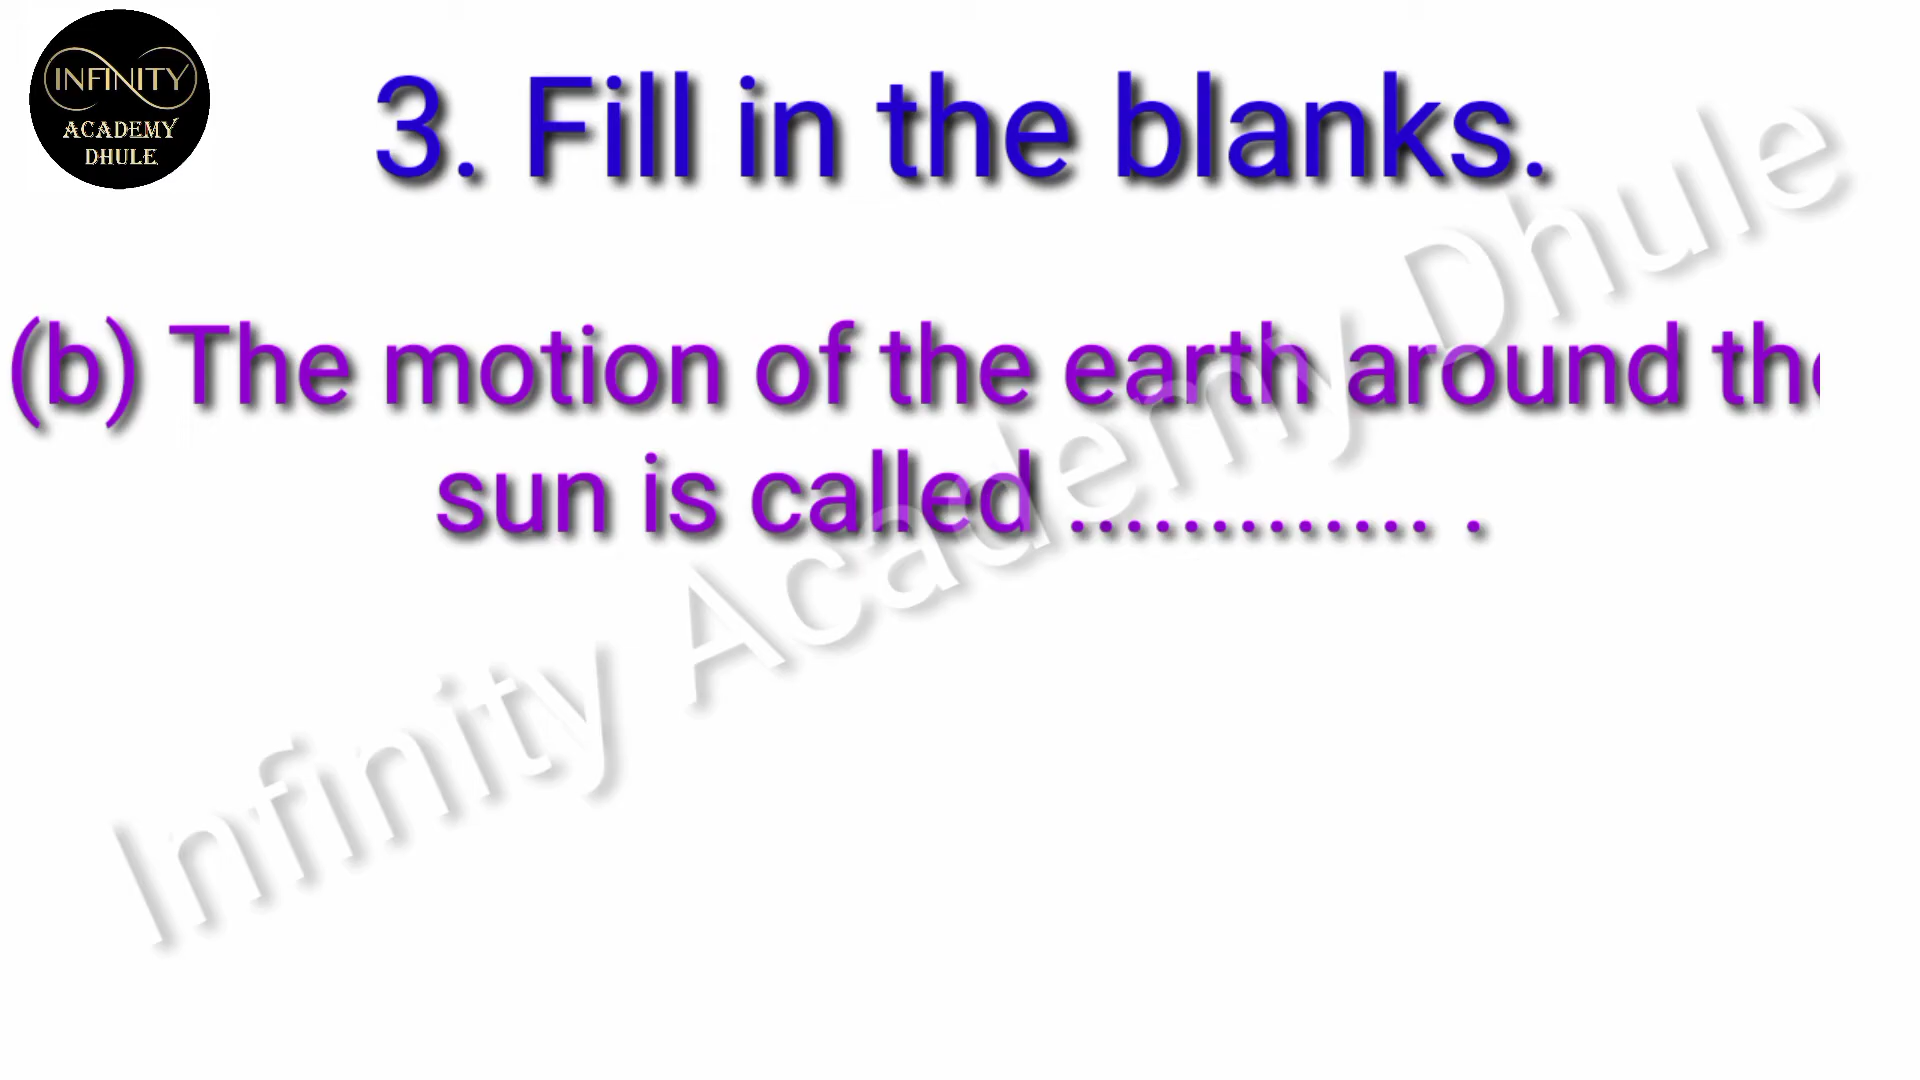 INFINITY
ACADEMY
DHULE
3. Fill in the blanks.
(b) The motion of the earth around the
sun is called ............. .
Infinity Academy Dhule